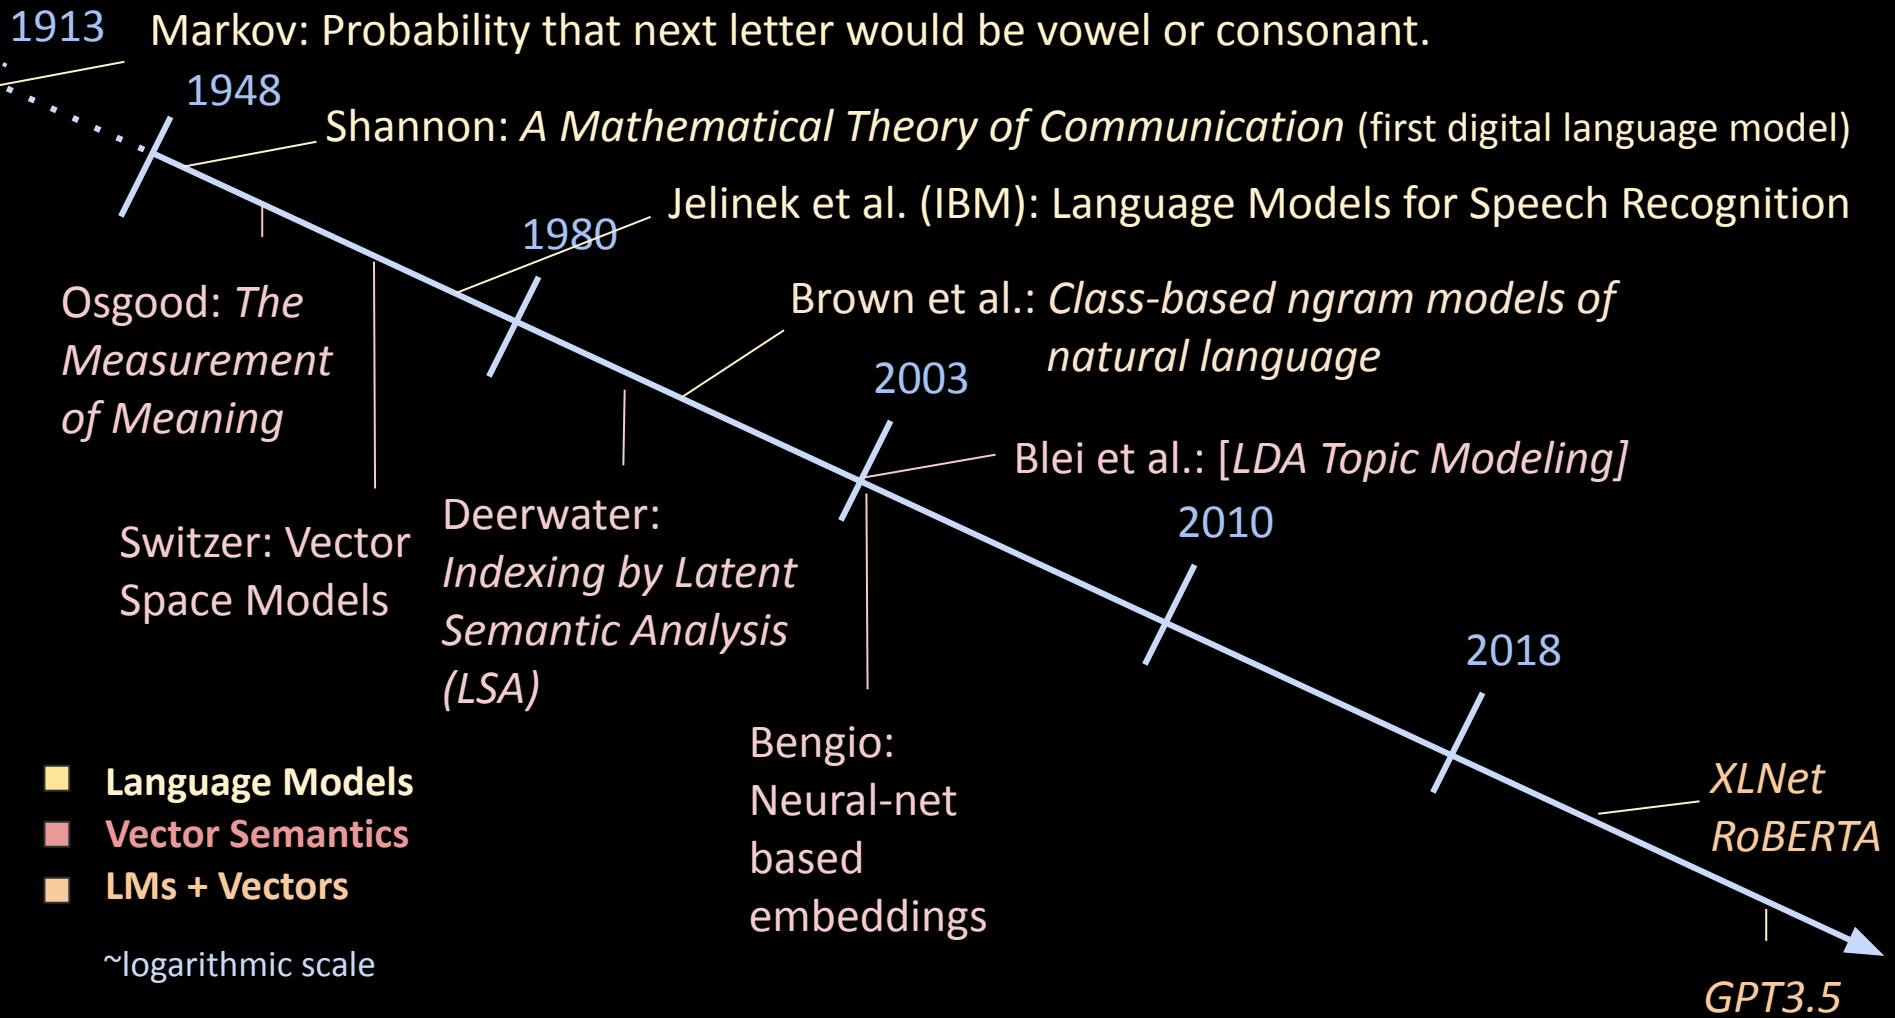 1913
Markov: Probability that next letter would be vowel or consonant.
1948
Shannon: A Mathematical Theory of Communication (first digital language model)
Jelinek et al. (IBM): Language Models for Speech Recognition
1980
Osgood: The
Measurement
of Meaning
Brown et al.: Class-based ngram models of
natural language
2003
Blei et al.: [LDA Topic Modeling]
Switzer: Vector
Space Models
Deerwater:
Indexing by Latent
Semantic Analysis
(LSA)
2010
2018
Bengio:
Neural-net
based
embeddings
XLNet
RoBERTA
GPT3.5
Language Models
Vector Semantics
LMs + Vectors
~logarithmic scale